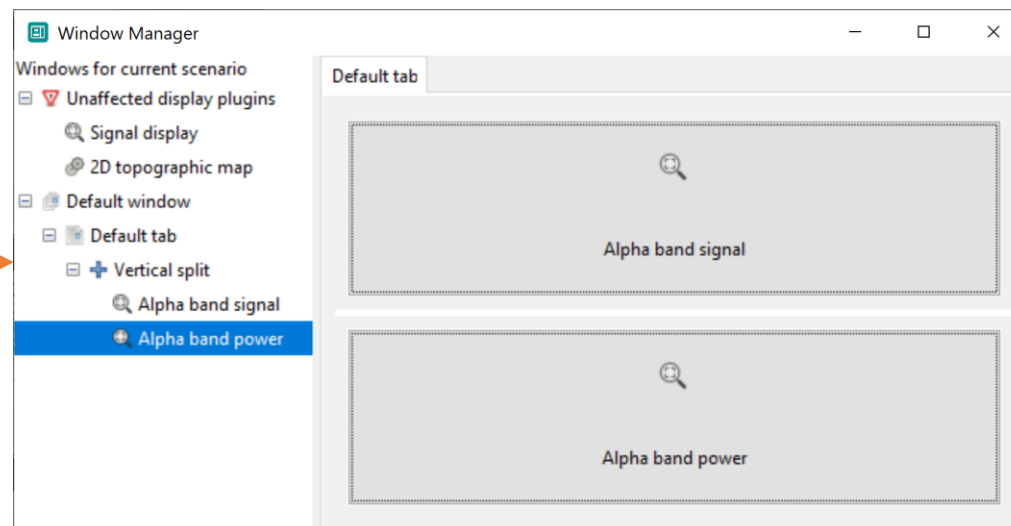 Window Manager
Windows for current scenario
Unaffected display plugins
Signal display
2D topographic map
Default window
Default tab
Vertical split
Alpha band signal
Alpha band power
Default tab
Alpha band signal
Alpha band power